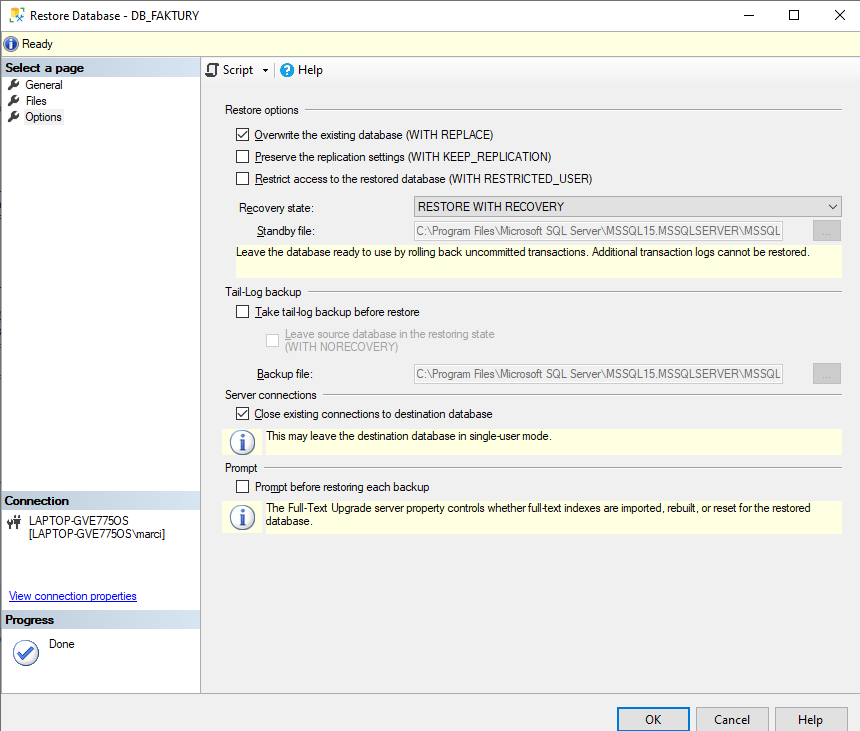 Restore Database - DB_FAKTURY
Ready
Select a page
General
Files
Options
Script
Help
Restore options
Overwrite the existing database (WITH REPLACE)
Preserve the replication settings (WITH KEEP_REPLICATION)
Restrict access to the restored database (WITH RESTRICTED_USER)
Recovery state:
RESTORE WITH RECOVERY
Standby file:
C:\Program Files\Microsoft SQL Server\MSSQL15.MSSQLSERVER\MSSQL
...
Leave the database ready to use by rolling back uncommitted transactions. Additional transaction logs cannot be restored.
Tail-Log backup
Take tail-log backup before restore
Leave source database in the restoring state
(WITH NORECOVERY)
Backup file:
C:\Program Files\Microsoft SQL Server\MSSQL15.MSSQLSERVER\MSSQL
...
Server connections
Close existing connections to destination database
This may leave the destination database in single-user mode.
Prompt
Prompt before restoring each backup
The Full-Text Upgrade server property controls whether full-text indexes are imported, rebuilt, or reset for the restored
database.
Connection
LAPTOP-GVE775OS
[LAPTOP-GVE775OS\marci]
View connection properties
Progress
Done
OK
Cancel
Help